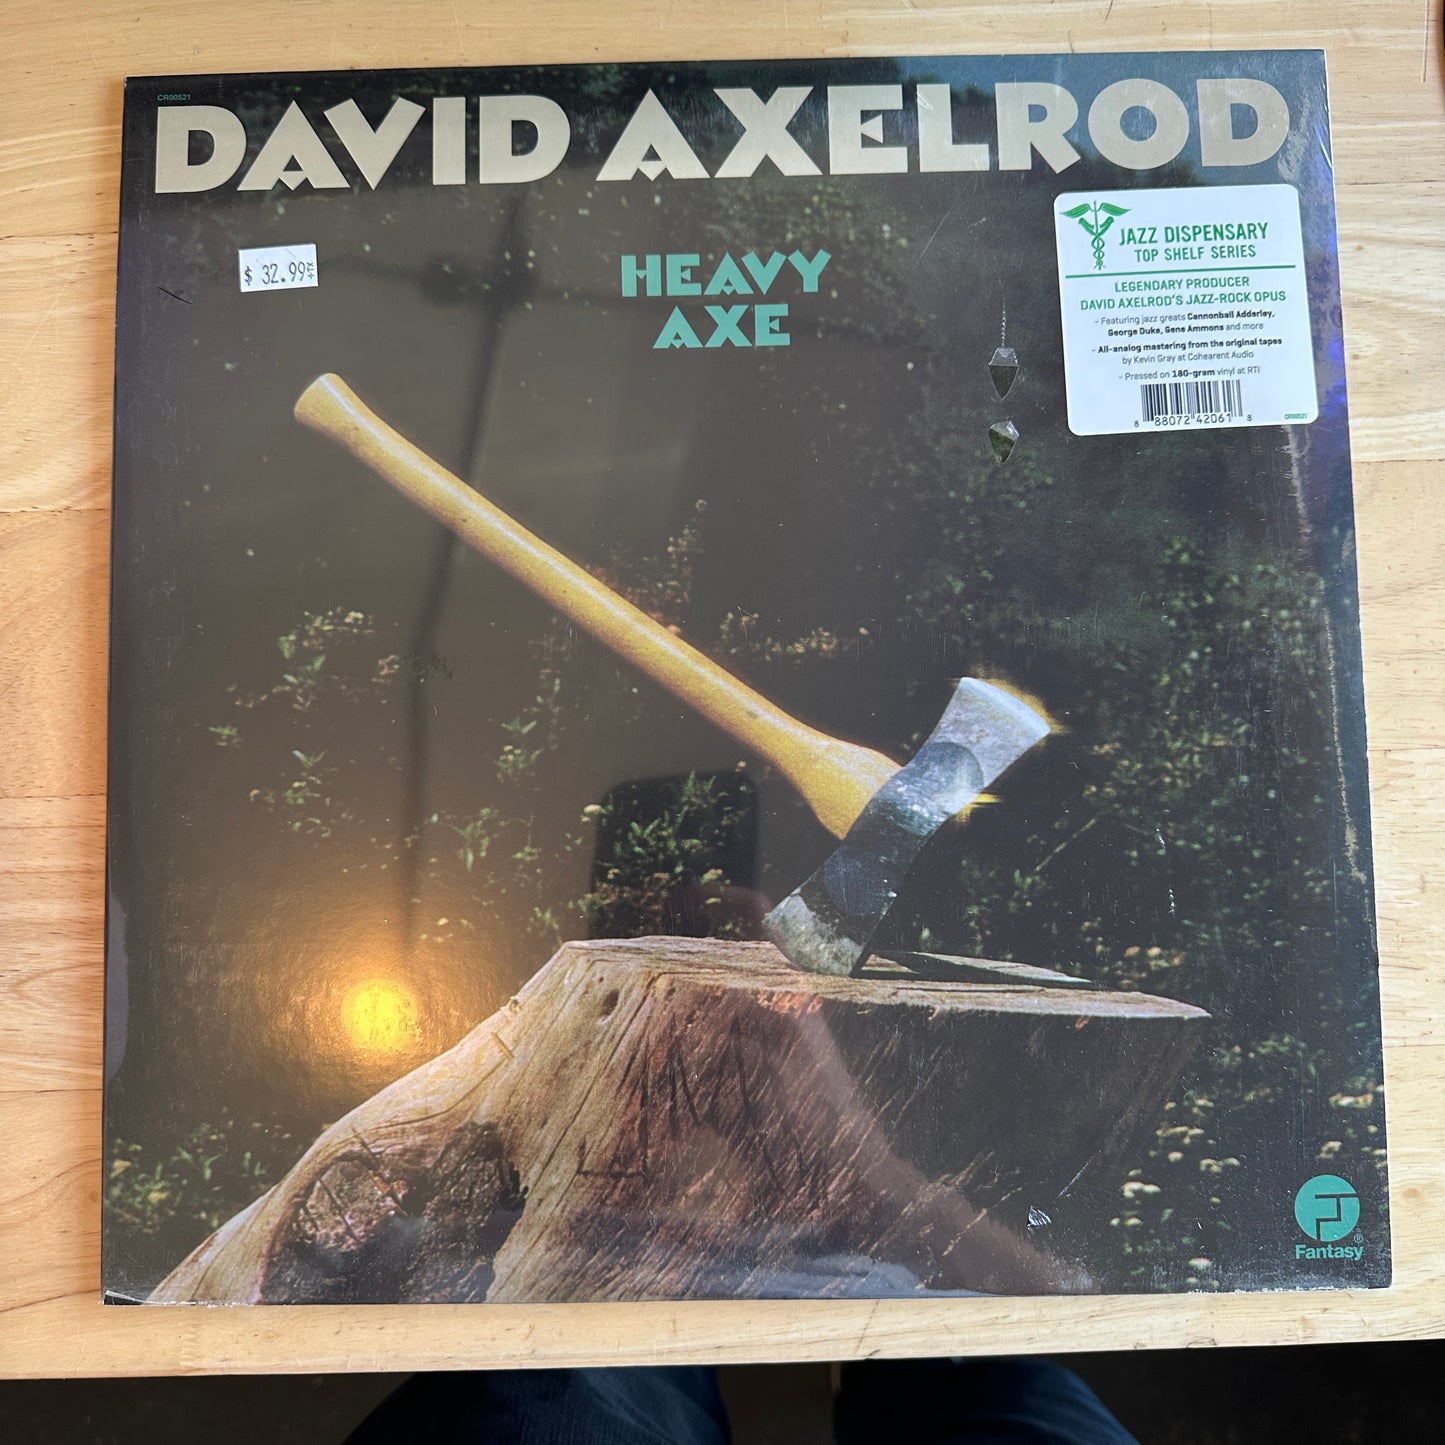 CR00521
DAVID AXELROD
$ 32.99 +TX
HEAVY
AXE
JAZZ DISPENSARY
TOP SHELF SERIES
LEGENDARY PRODUCER
DAVID AXELROD'S JAZZ-ROCK OPUS
- Featuring jazz greats Cannonball Adderley,
George Duke, Gene Ammons and more
- All-analog mastering from the original tapes
by Kevin Gray at Cohearent Audio
- Pressed on 180-gram vinyl at RTI
8 88072 42061 8
CR00521
Fantasy®